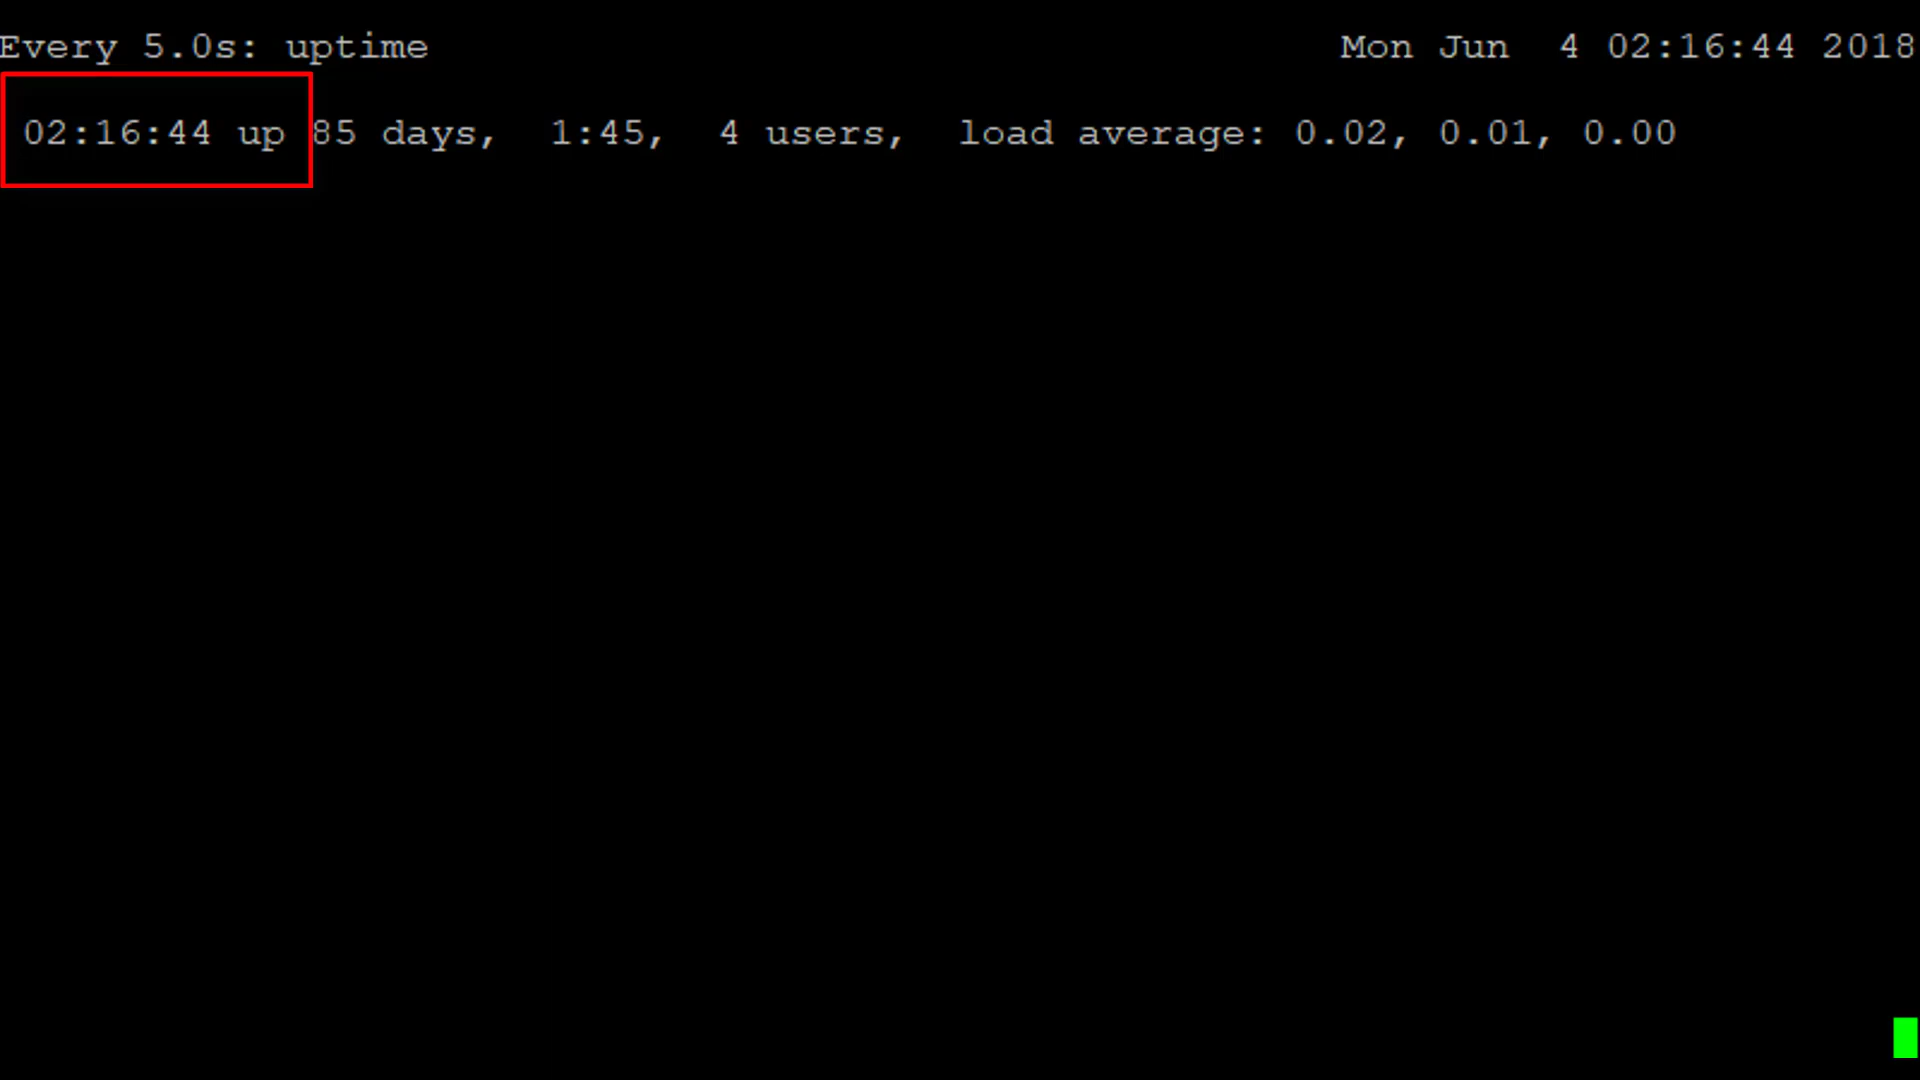 Every 5.0s: uptime                                      Mon Jun  4 02:16:44 2018
 02:16:44 up 85 days,  1:45,  4 users,  load average: 0.02, 0.01, 0.00